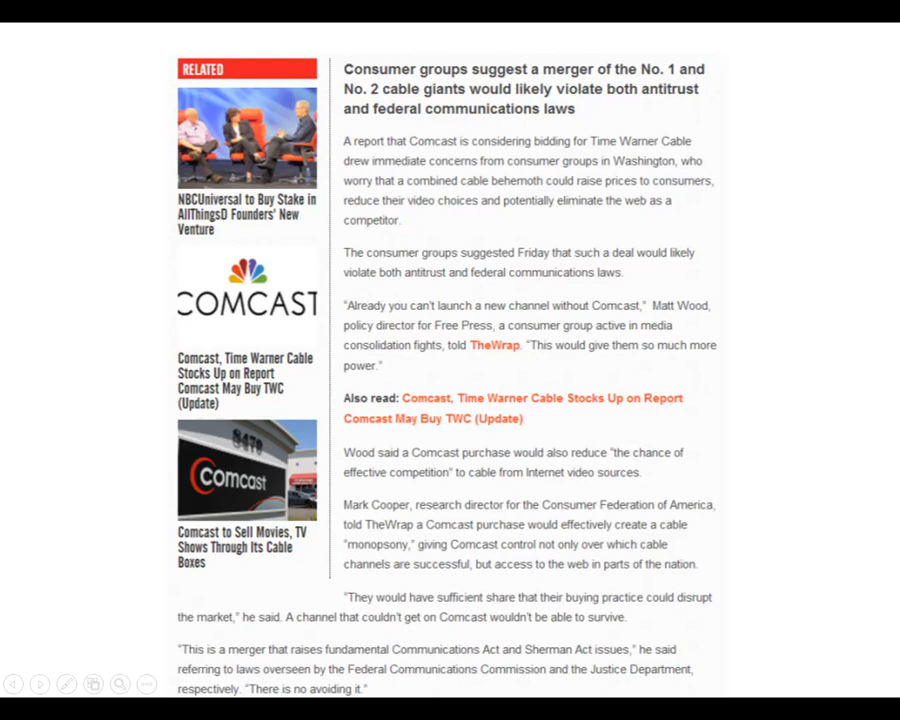 RELATED
NBCUniversal to Buy Stake in
AllThingsD Founders' New
Venture
COMCAST
Comcast, Time Warner Cable
Stocks Up on Report
Comcast May Buy TWC
(Update)
8470
comcast
Comcast to Sell Movies, TV
Shows Through Its Cable
Boxes
Consumer groups suggest a merger of the No. 1 and
No. 2 cable giants would likely violate both antitrust
and federal communications laws
A report that Comcast is considering bidding for Time Warner Cable
drew immediate concerns from consumer groups in Washington, who
worry that a combined cable behemoth could raise prices to consumers,
reduce their video choices and potentially eliminate the web as a
competitor.
The consumer groups suggested Friday that such a deal would likely
violate both antitrust and federal communications laws.
“Already you can’t launch a new channel without Comcast,” Matt Wood,
policy director for Free Press, a consumer group active in media
consolidation fights, told TheWrap. “This would give them so much more
power.”
Also read: Comcast, Time Warner Cable Stocks Up on Report
Comcast May Buy TWC (Update)
Wood said a Comcast purchase would also reduce “the chance of
effective competition” to cable from Internet video sources.
Mark Cooper, research director for the Consumer Federation of America,
told TheWrap a Comcast purchase would effectively create a cable
“monopsony,” giving Comcast control not only over which cable
channels are successful, but access to the web in parts of the nation.
“They would have sufficient share that their buying practice could disrupt
the market,” he said. A channel that couldn’t get on Comcast wouldn’t be able to survive.
“This is a merger that raises fundamental Communications Act and Sherman Act issues,” he said
referring to laws overseen by the Federal Communications Commission and the Justice Department,
respectively. “There is no avoiding it.”